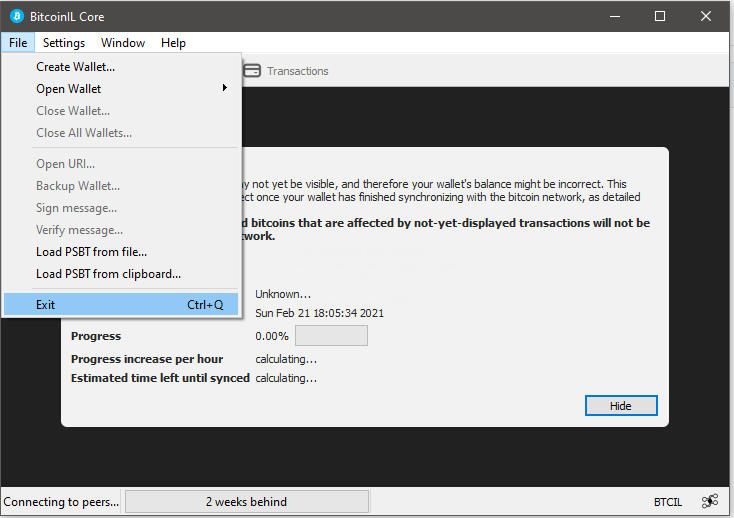 BitcoinIL Core
File Settings Window Help
Create Wallet...
Transactions
Open Wallet
Close Wallet...
Close All Wallets...
Open URI...
Backup Wallet...
y not yet be visible, and therefore your wallet's balance might be incorrect. This
Sign message...
ect once your wallet has finished synchronizing with the bitcoin network, as detailed
Verify message...
d bitcoins that are affected by not-yet-displayed transactions will not be
twork.
Load PSBT from file...
Load PSBT from clipboard...
Exit Ctrl+Q
Unknown...
Sun Feb 21 18:05:34 2021
Progress 0.00%
Progress increase per hour calculating...
Estimated time left until synced calculating...
Hide
Connecting to peers... 2 weeks behind BTCIL